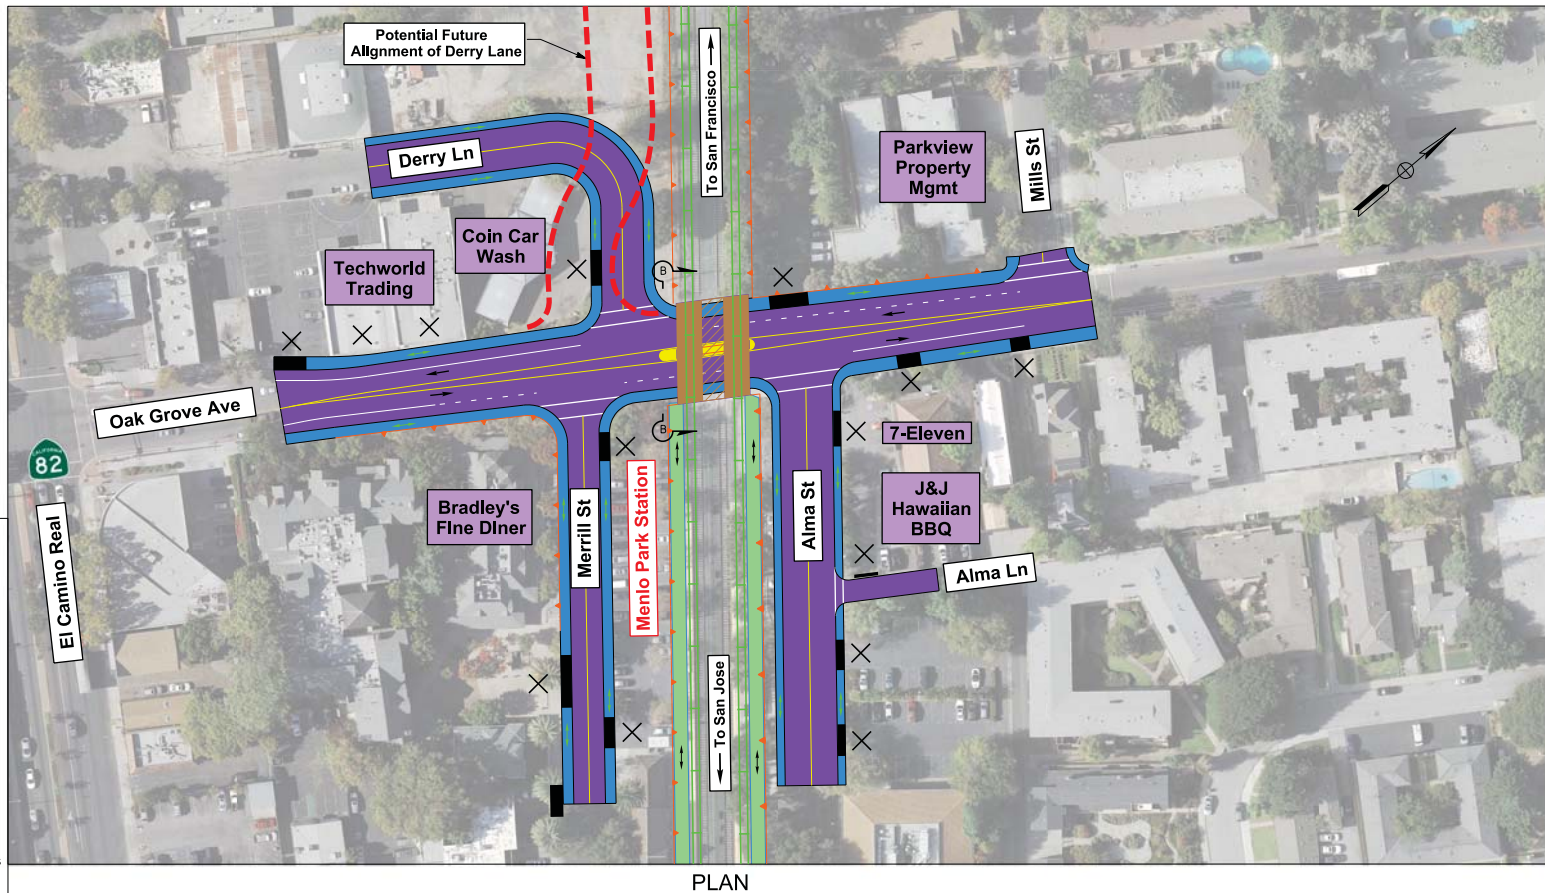 Potential Future
Alignment of Derry Lane
To San Francisco
Derry Ln
Parkview
Property
Mgmt
Mills St
Coin Car
Wash
Techworld
Trading
B
Oak Grove Ave
CALIFORNIA
82
El Camino Real
B
7-Eleven
Bradley's
Fine Diner
Merrill St
Menlo Park Station
Alma St
J&J
Hawaiian
BBQ
Alma Ln
To San Jose
PLAN